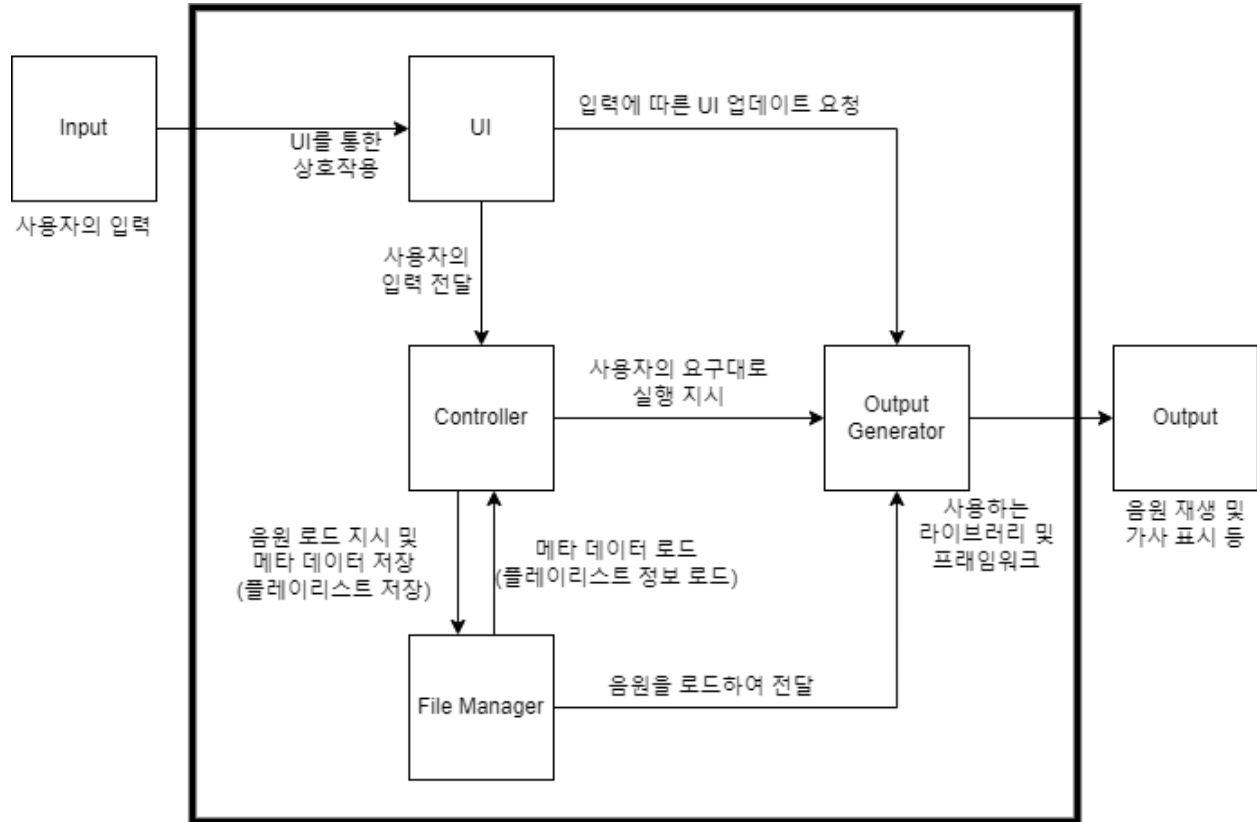 Input
사용자의 입력
UI를 통한
상호작용
UI
입력에 따른 UI 업데이트 요청
사용자의
입력 전달
Controller
사용자의 요구대로
실행 지시
Output
Generator
Output
음원 로드 지시 및
메타 데이터 저장
(플레이리스트 저장)
메타 데이터 로드
(플레이리스트 정보 로드)
사용하는
라이브러리 및
프래임워크
음원 재생 및
가사 표시 등
File Manager
음원을 로드하여 전달